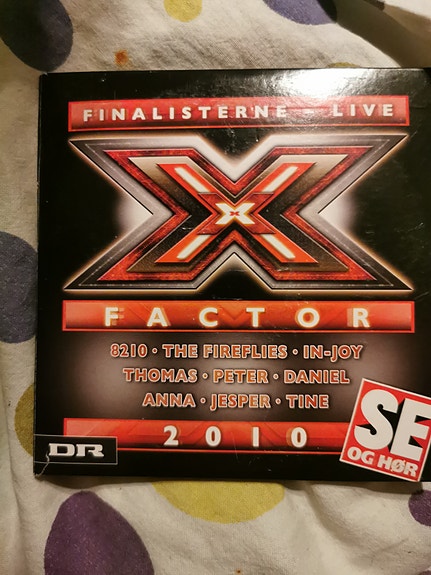 FINALISTERNE - LIVE
X
FACTOR
8210 • THE FIREFLIES • IN-JOY
THOMAS • PETER • DANIEL
ANNA • JESPER • TINE
2010
DR
SE
OG HØR